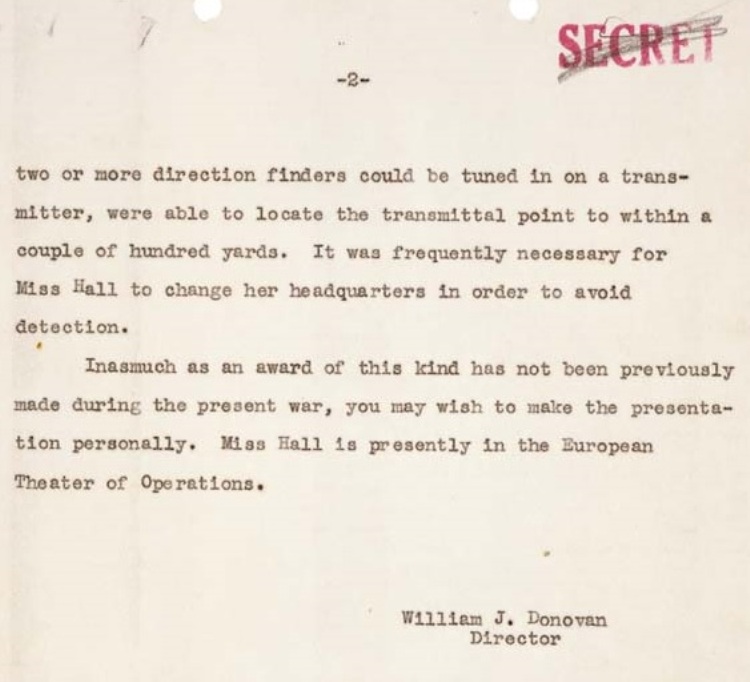 SECRET
-2-
two or more direction finders could be tuned in on a trans-
mitter, were able to locate the transmittal point to within a
couple of hundred yards. It was frequently necessary for
Miss Hall to change her headquarters in order to avoid
detection.
Inasmuch as an award of this kind has not been previously
made during the present war, you may wish to make the presenta-
tion personally. Miss Hall is presently in the European
Theater of Operations.
William J. Donovan
Director